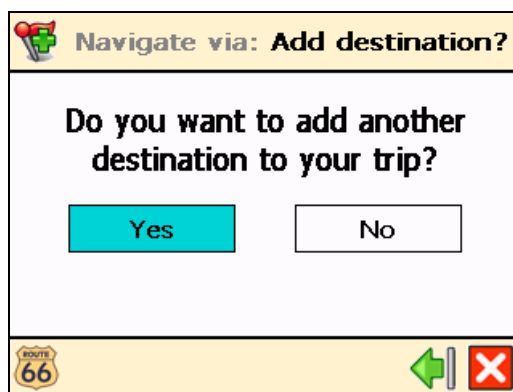 Navigate via: Add destination?
Do you want to add another
destination to your trip?
Yes No
ROUTE
66